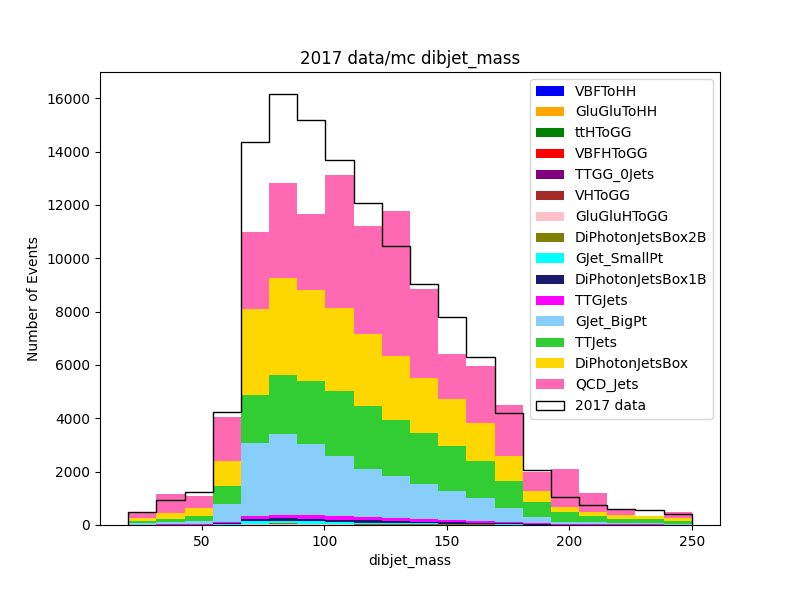 2017 data/mc dibjet_mass
Number of Events
16000
14000
12000
10000
8000
6000
4000
2000
0
50
100
150
200
250
dibjet_mass
VBFToHH
GluGluToHH
ttHToGG
VBFHToGG
TTGG_0Jets
VHToGG
GluGluHToGG
DiPhotonJetsBox2B
GJet_SmallPt
DiPhotonJetsBox1B
TTGJets
GJet_BigPt
TTJets
DiPhotonJetsBox
QCD_Jets
2017 data